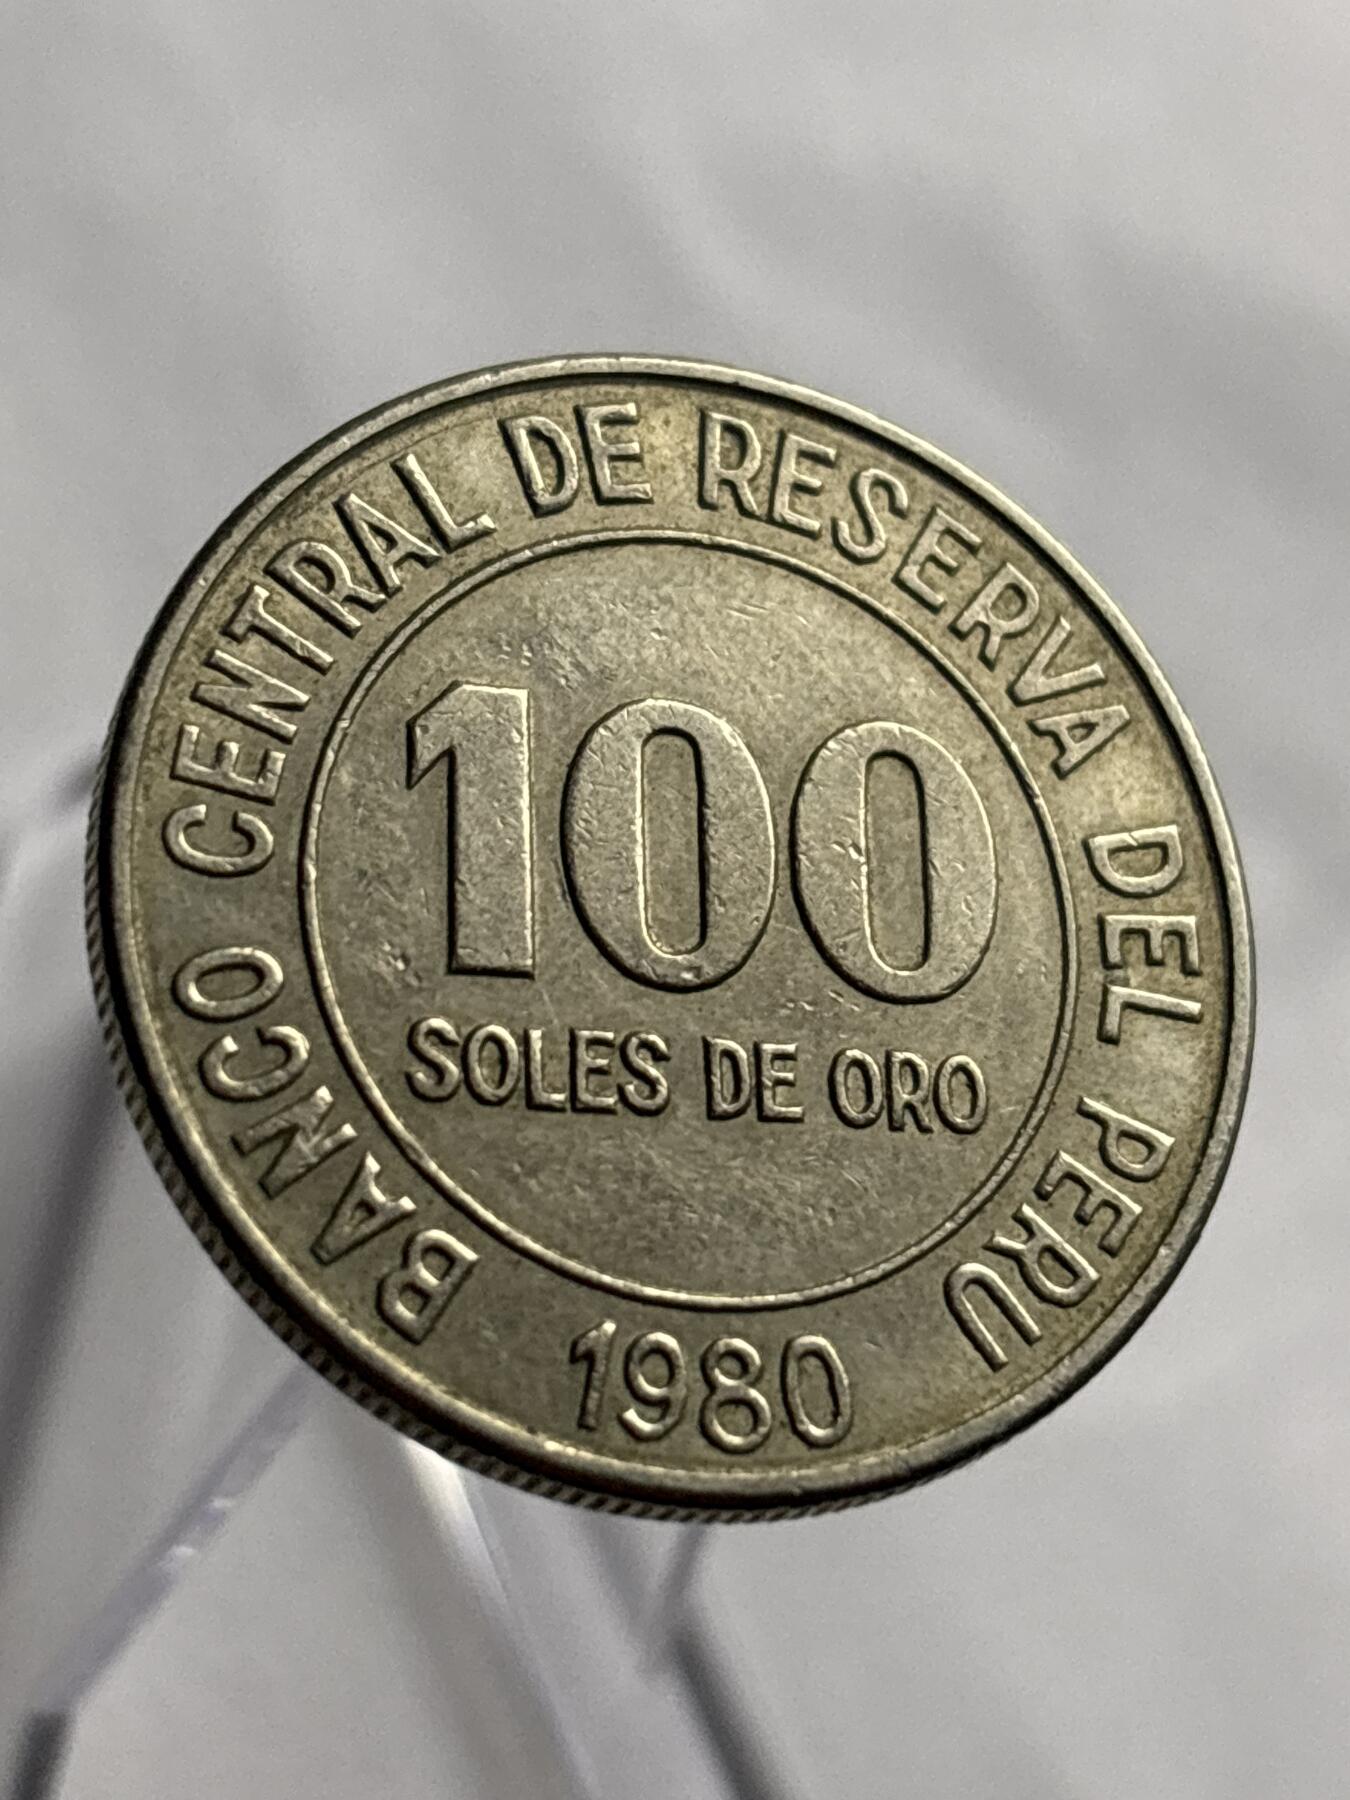 BANCO CENTRAL DE RESERVA DEL PERU
100
SOLES DE ORO
1980